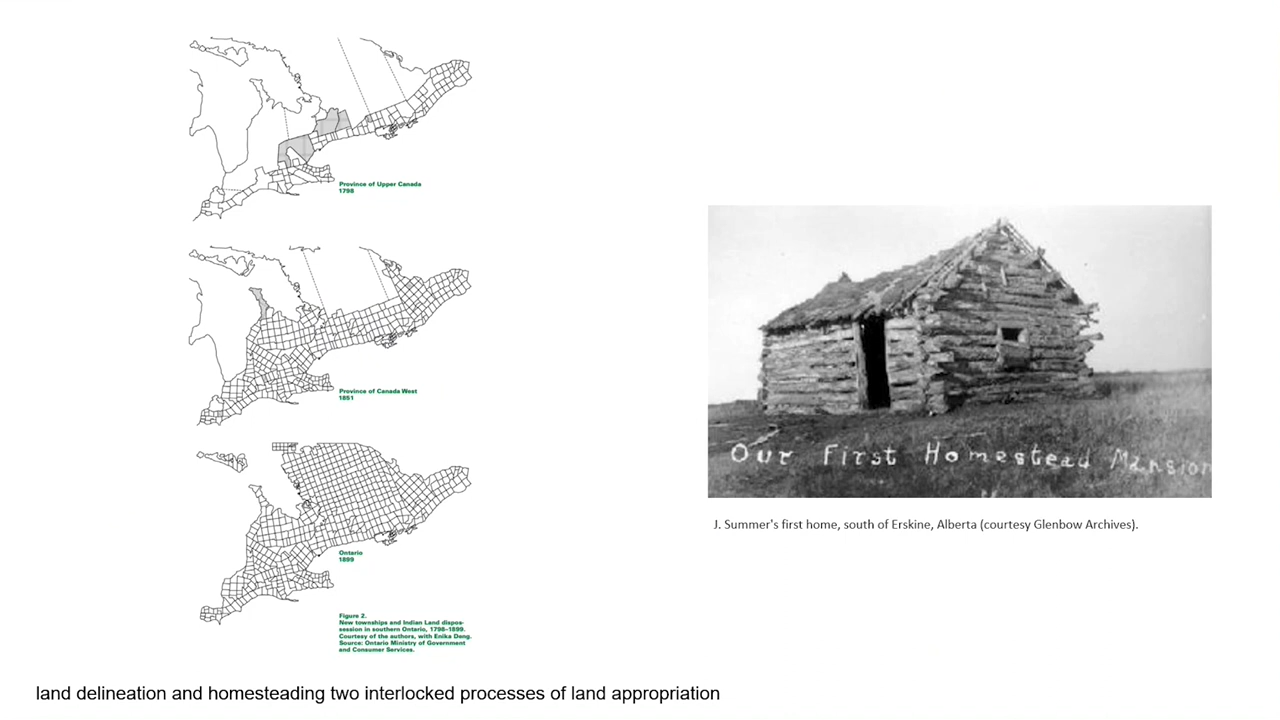 Province of Upper Canada
1798
Province of Canada West
1851
Ontario
1899
Figure 2.
New townships and Indian Land dispos-
session in southern Ontario, 1798–1899.
Courtesy of the authors, with Enika Deng.
Source: Ontario Ministry of Government
and Consumer Services.
Our First Homestead Mansion
J. Summer's first home, south of Erskine, Alberta (courtesy Glenbow Archives).
land delineation and homesteading two interlocked processes of land appropriation